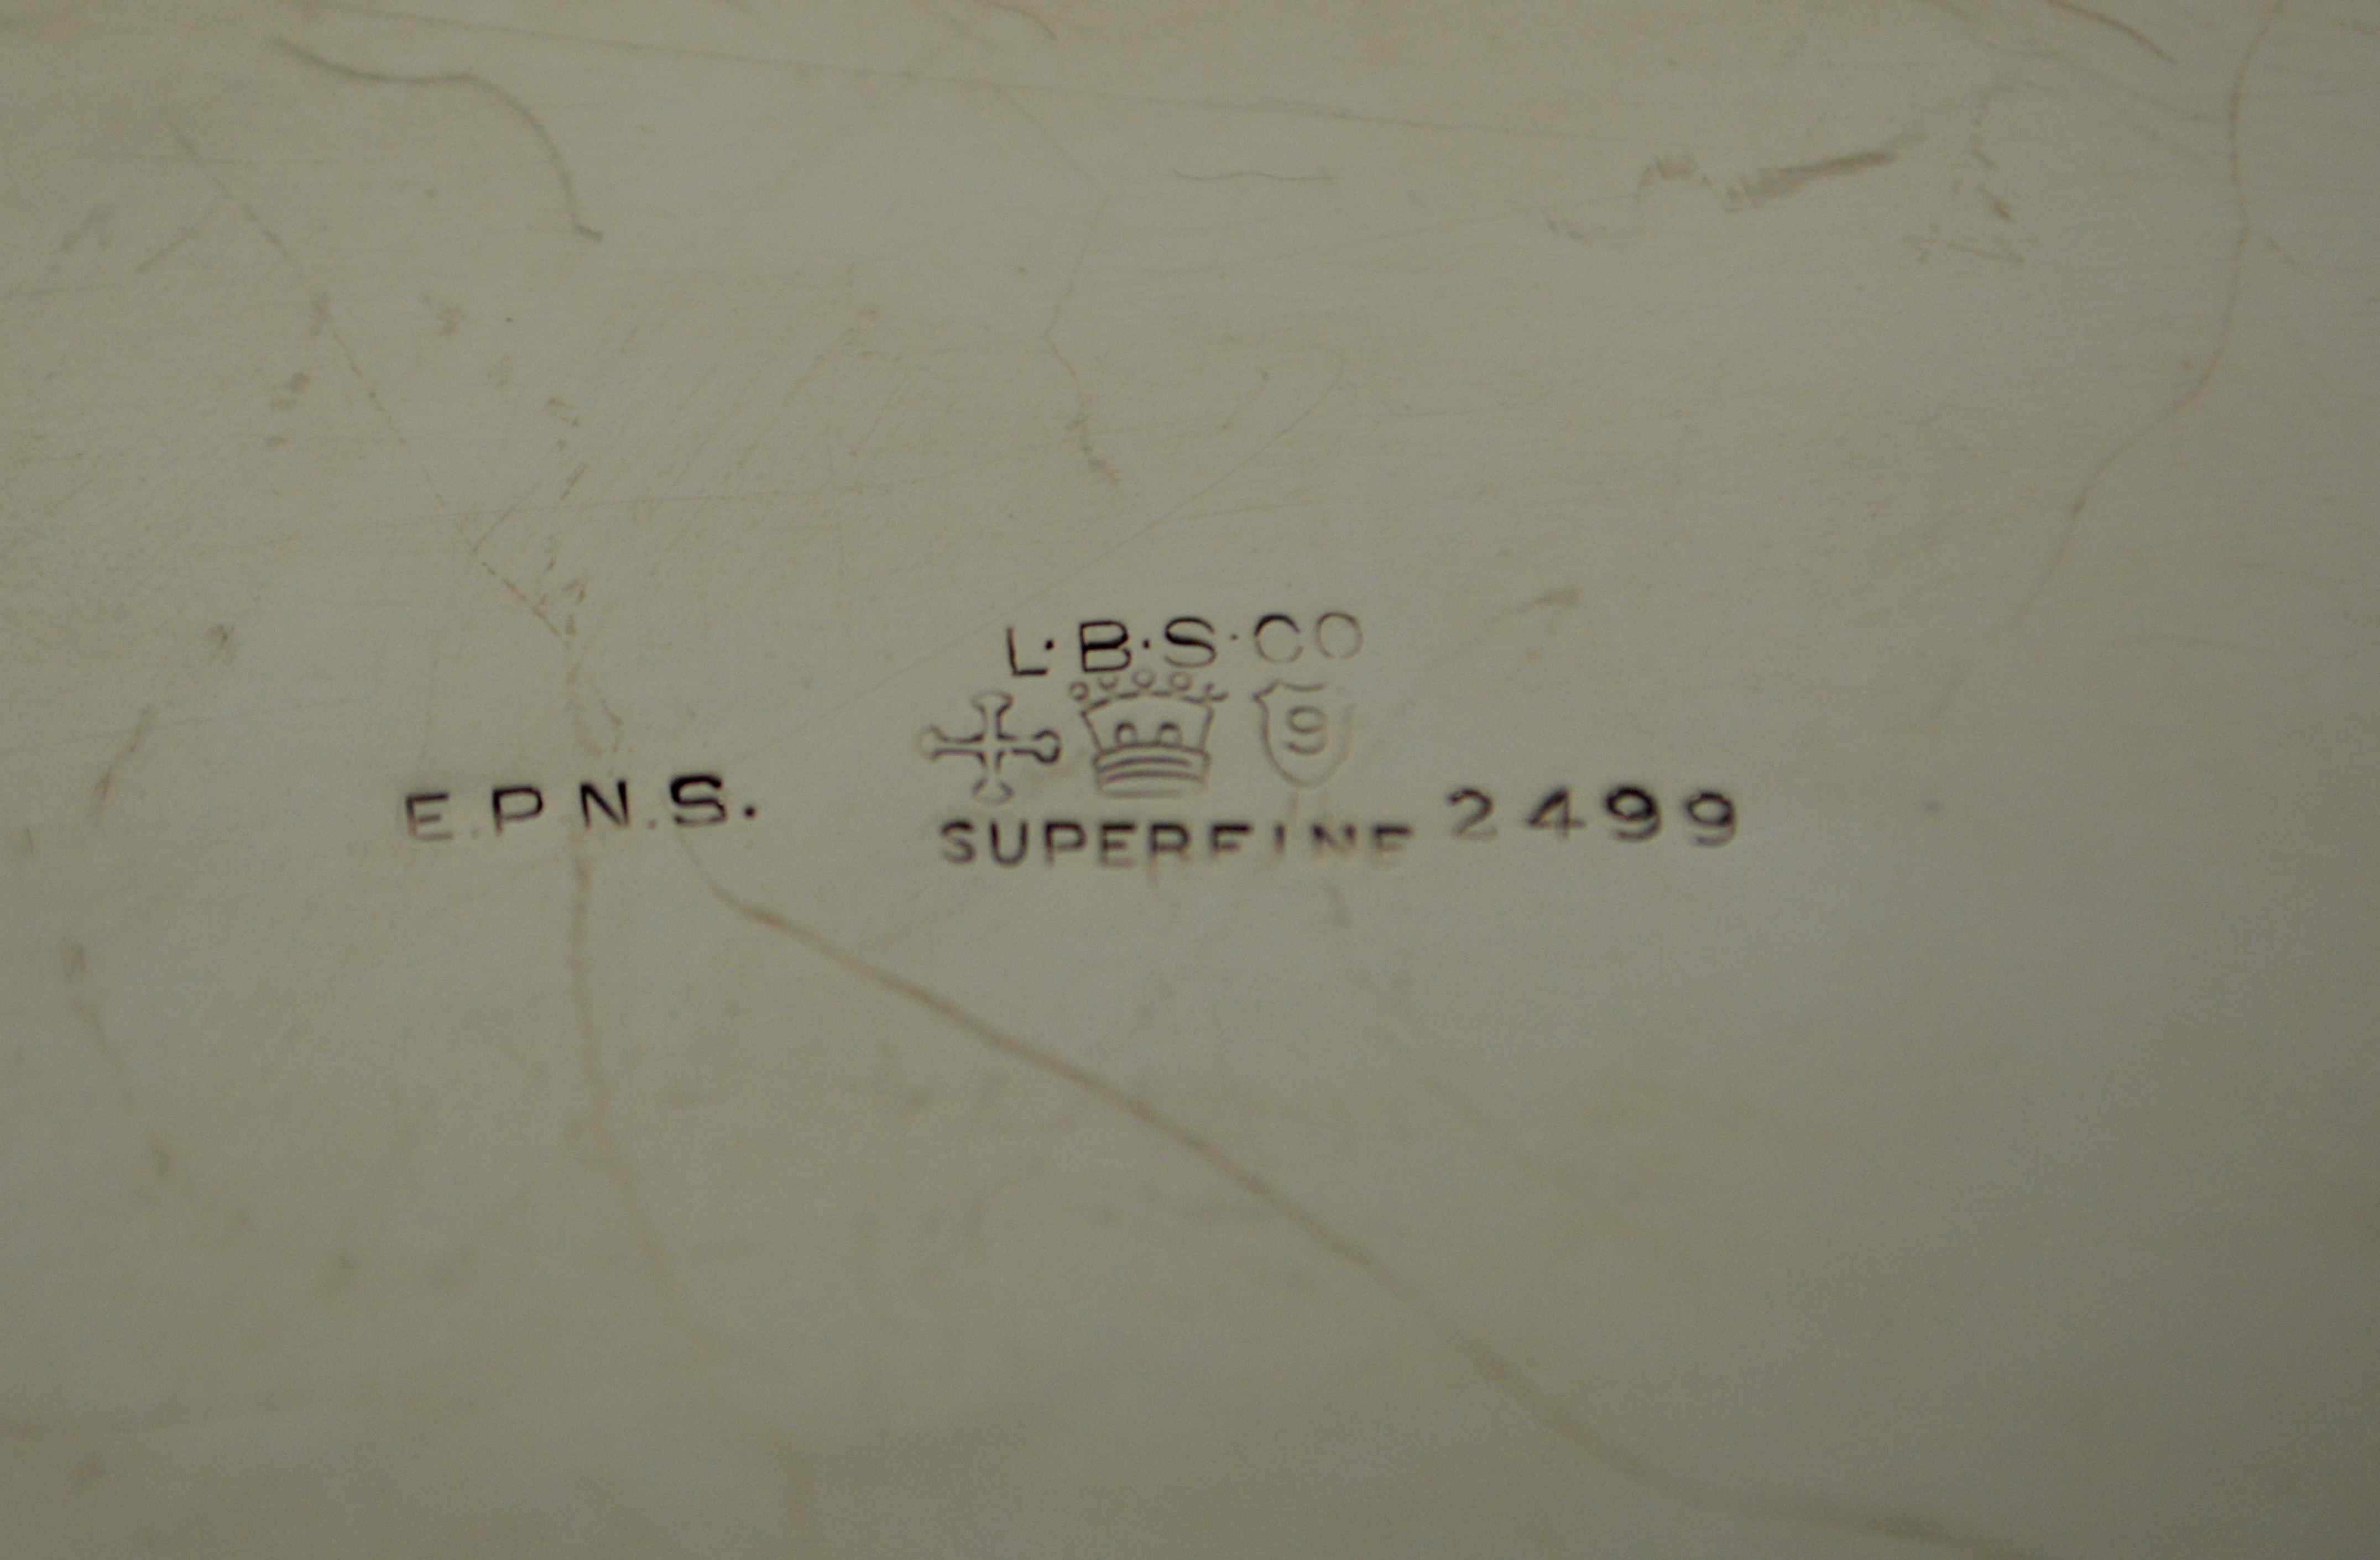 L·B·S·CO
9
E.P.N.S.
SUPERFINE 2499